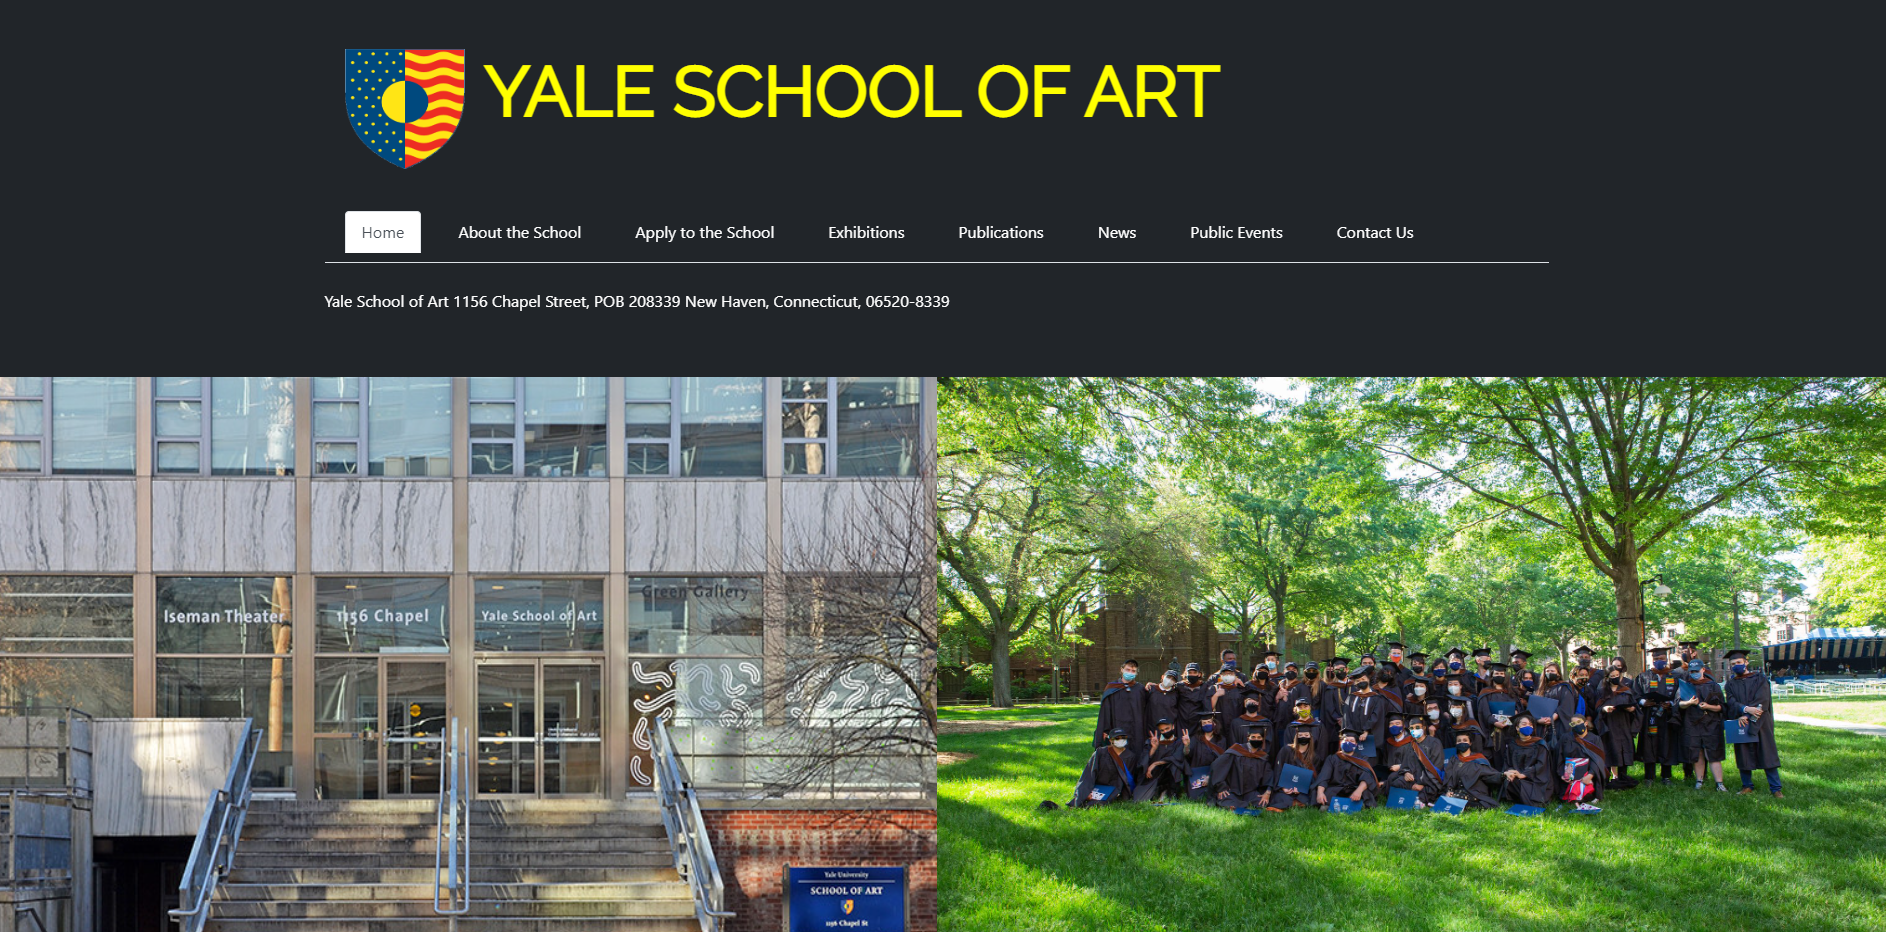 YALE SCHOOL OF ART
Home About the School Apply to the School Exhibitions Publications News Public Events Contact Us
Yale School of Art 1156 Chapel Street, POB 208339 New Haven, Connecticut, 06520-8339
Iseman Theater
1156 Chapel
Yale School of Art
Green Gallery
Yale University
SCHOOL OF ART
1156 Chapel St